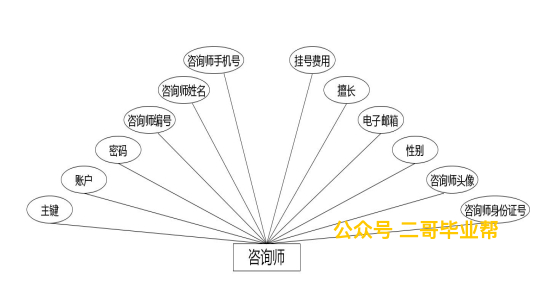 咨询师手机号
挂号费用
咨询师姓名
擅长
咨询师编号
电子邮箱
密码
性别
账户
咨询师头像
主键
咨询师身份证号
公众号 二哥毕业帮
咨询师